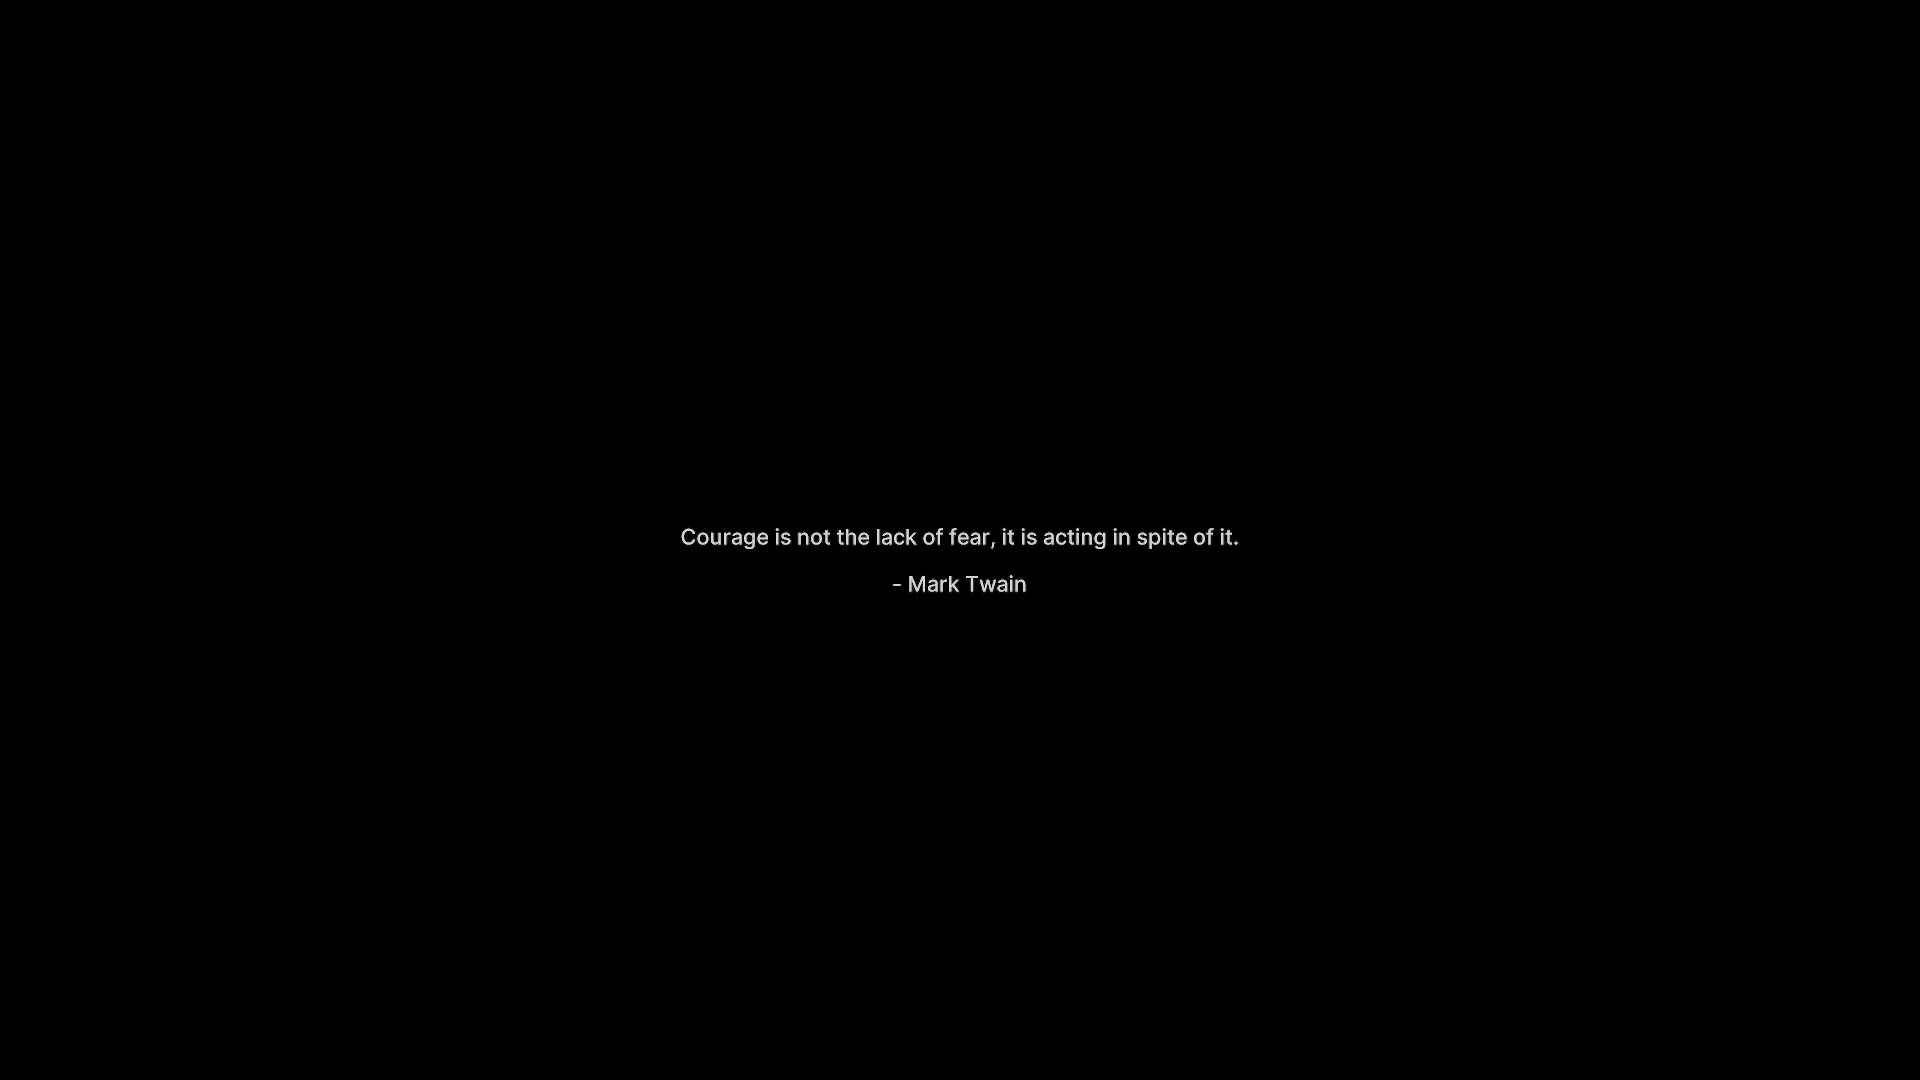 Courage is not the lack of fear, it is acting in spite of it.
- Mark Twain